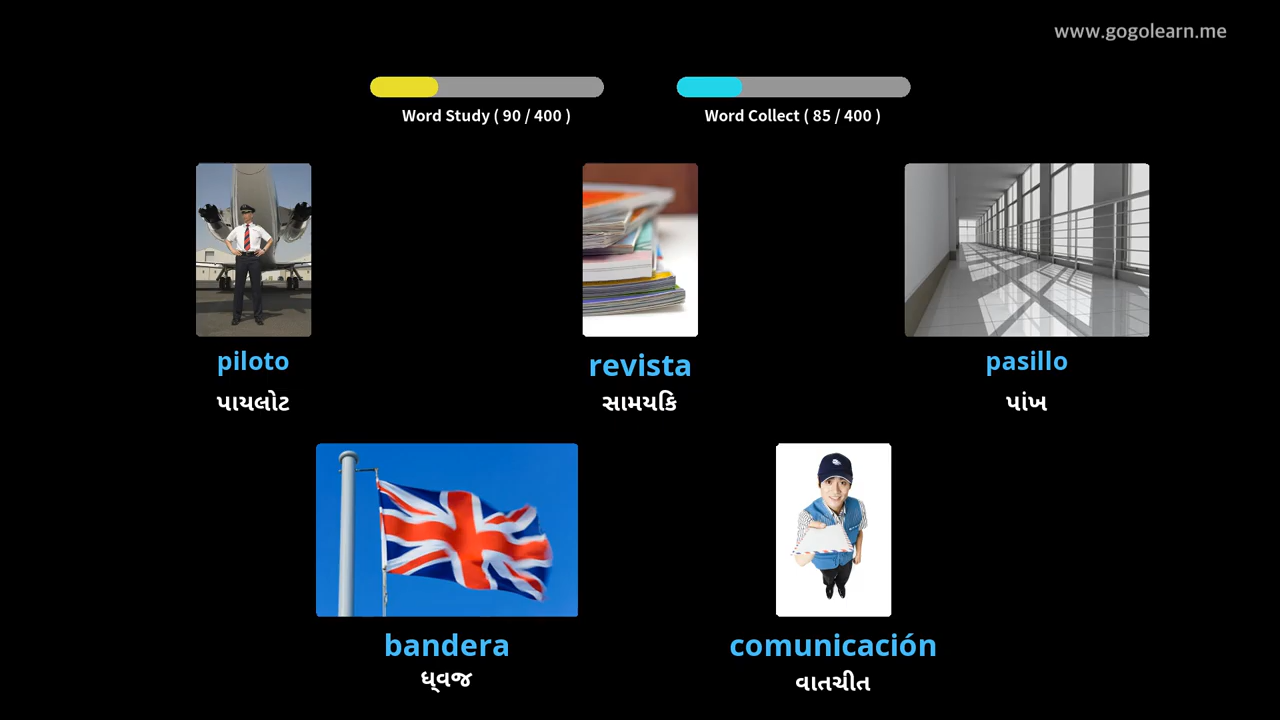 www.gogolearn.me
Word Study ( 90 / 400 )
Word Collect ( 85 / 400 )
piloto
revista
pasillo
પાયલોટ
સામયકિ
પાંખ
bandera
comunicación
ધ્વજ
વાતચીત